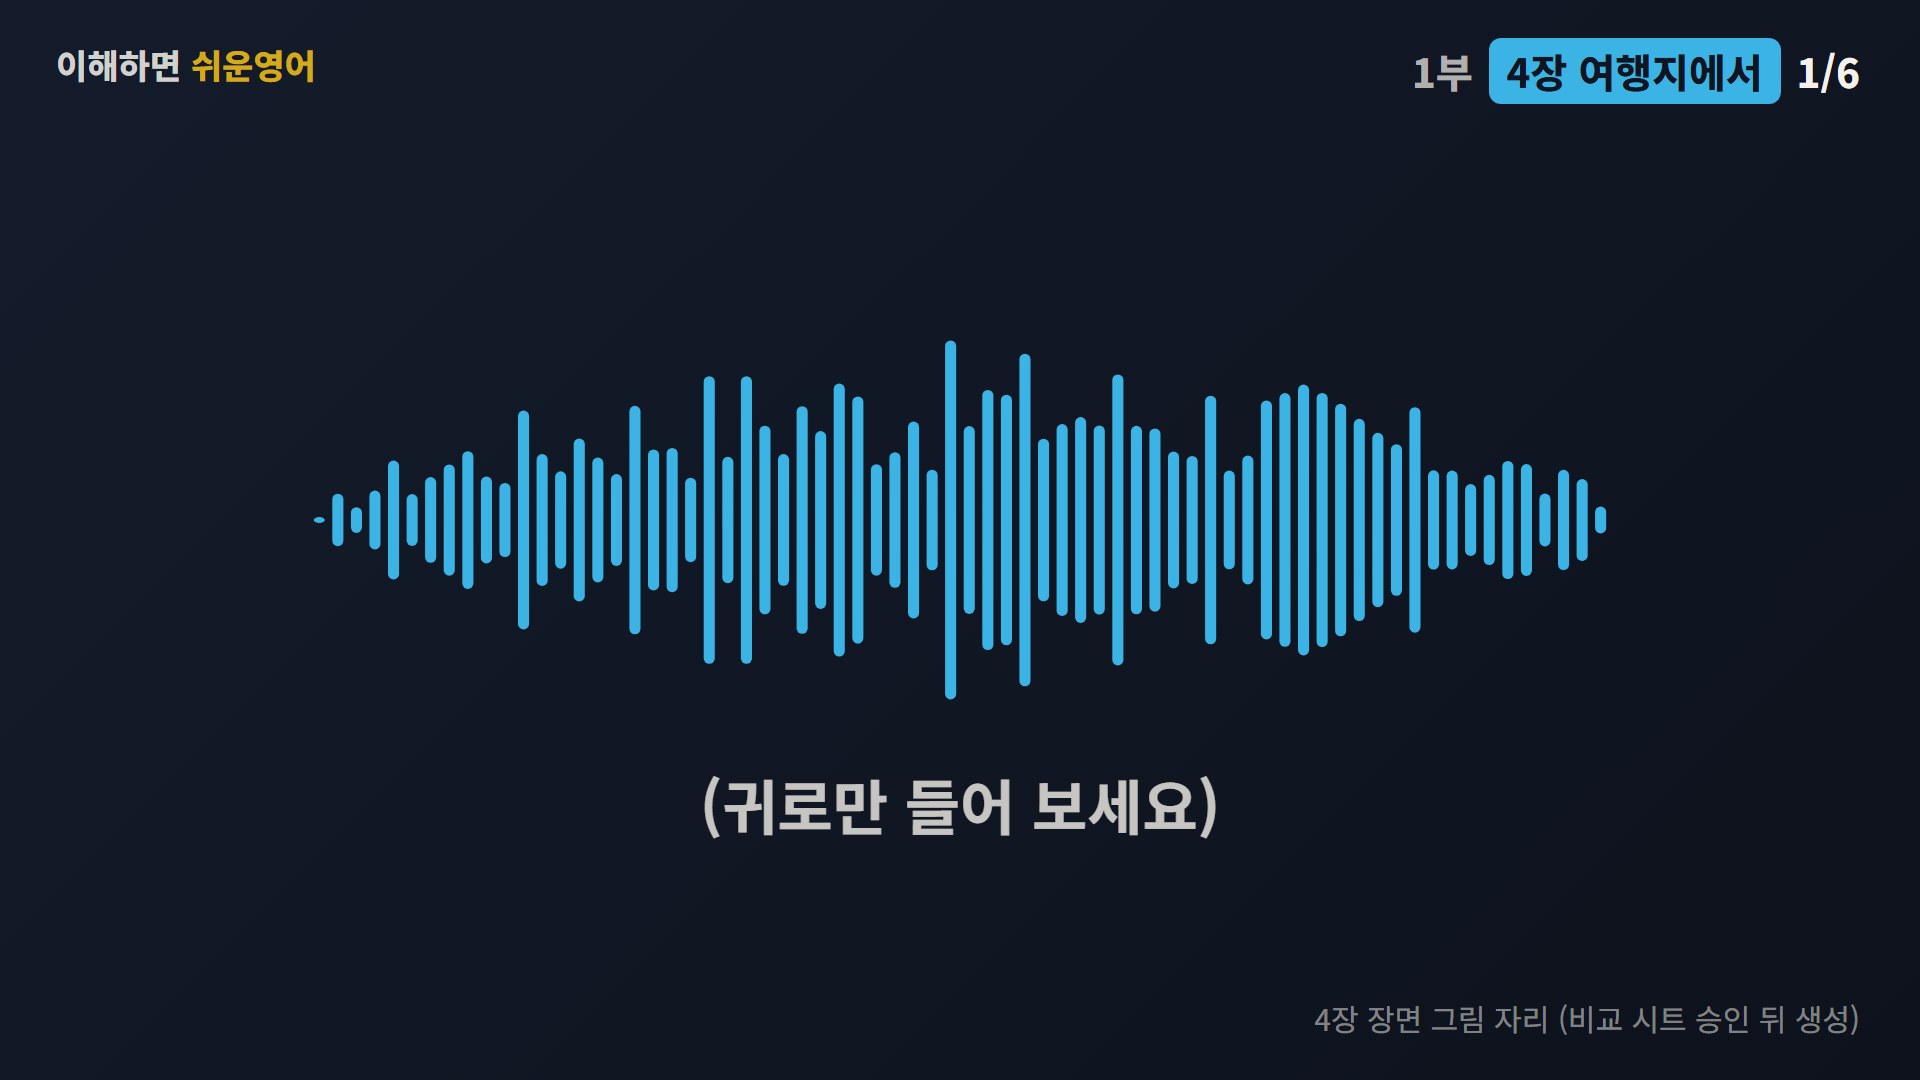 이해하면 쉬운영어
1부 4장 여행지에서 1/6
(귀로만 들어 보세요)
4장 장면 그림 자리 (비교 시트 승인 뒤 생성)